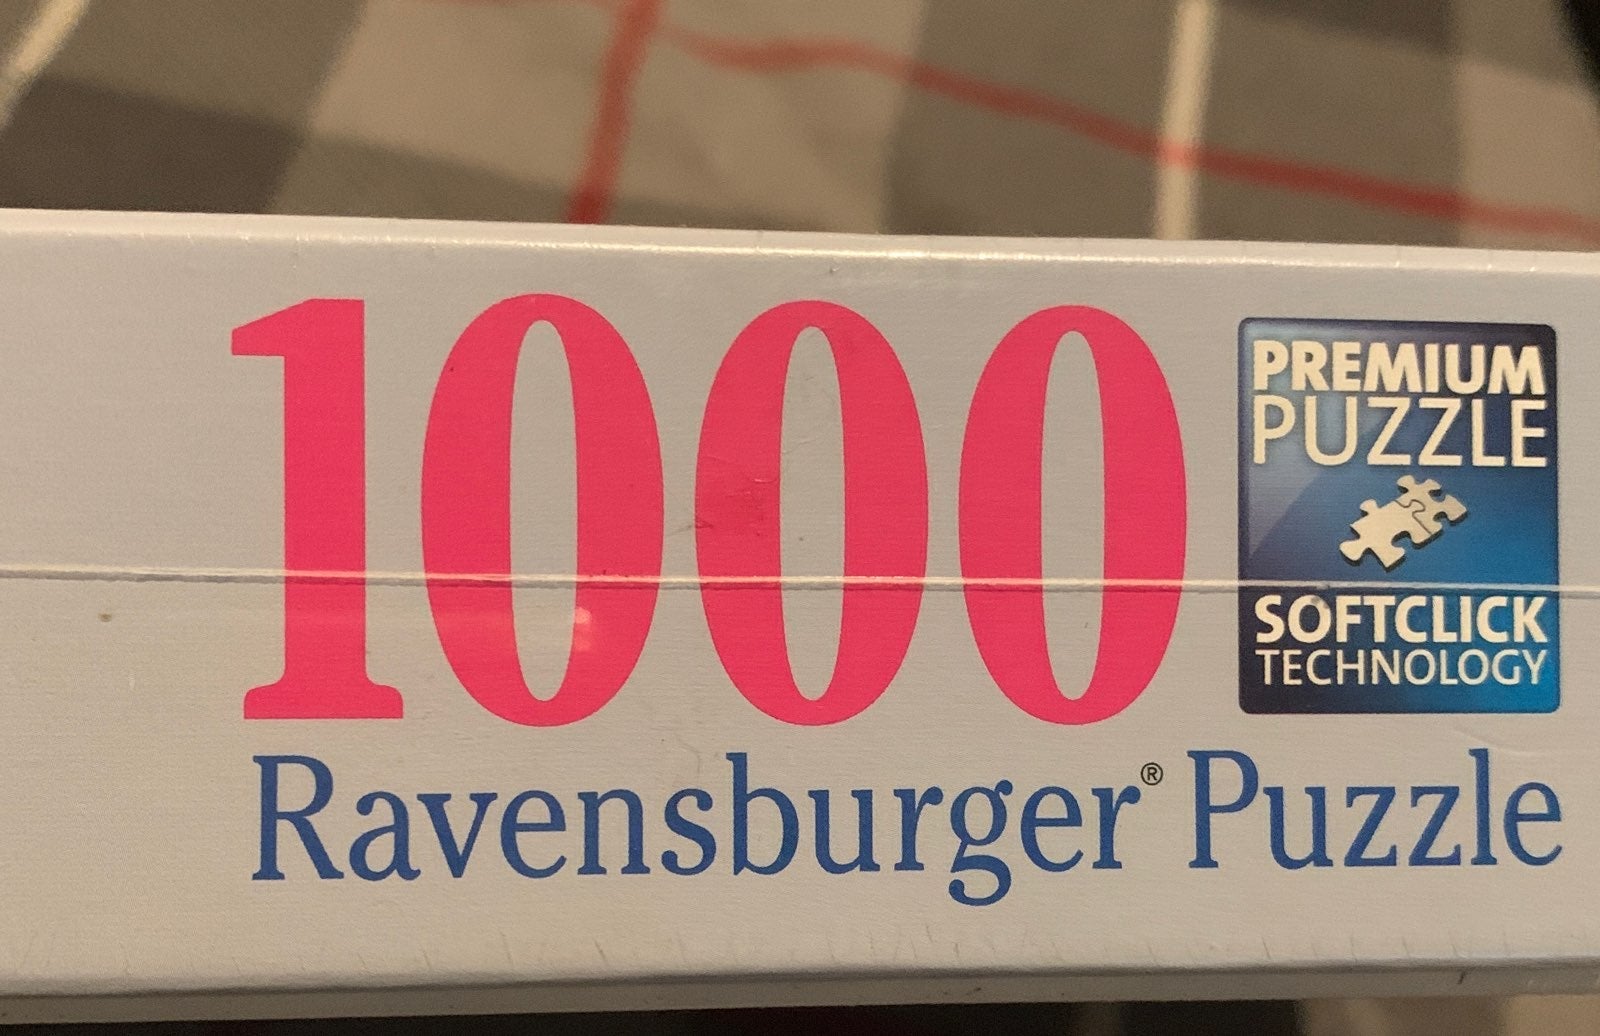 1000
PREMIUM
PUZZLE
SOFTCLICK
TECHNOLOGY
Ravensburger® Puzzle